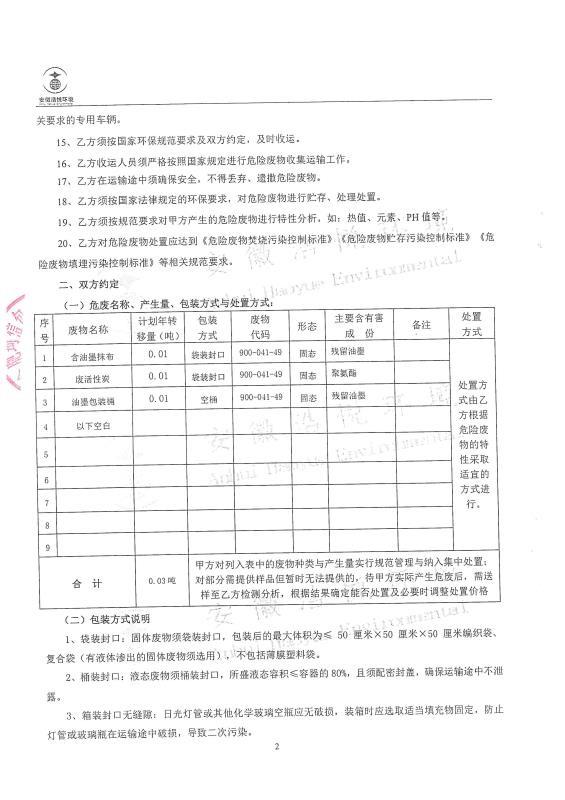 安徽浩悦环境
关要求的专用车辆。
15、乙方须按国家环保规范要求及双方约定，及时收运。
16、乙方收运人员须严格按照国家规定进行危险废物收集运输工作。
17、乙方在运输途中须确保安全，不得丢弃、遗撒危险废物。
18、乙方须按国家法律规定的环保要求，对危险废物进行贮存、处理处置。
19、乙方须按规范要求对甲方产生的危险废物进行特性分析，如：热值、元素、PH 值等。
20、乙方对危险废物处置应达到《危险废物焚烧污染控制标准》《危险废物贮存污染控制标准》《危
险废物填埋污染控制标准》等相关规范要求。
安徽浩悦环境
Anhui Haoyue Environmental
二、双方约定
（一）危废名称、产生量、包装方式与处置方式：
序号 废物名称 计划年转移量（吨） 包装方式 废物代码 形态 主要含有害成 份 备注 处置方式
1 含油墨抹布 0.01 袋装封口 900-041-49 固态 残留油墨
2 废活性炭 0.01 袋装封口 900-041-49 固态 聚氨酯
3 油墨包装桶 0.01 空桶 900-041-49 固态 残留油墨
4 以下空白
5
6
7
8
9
处置方
式由乙
方根据
危险废
物的特
性采取
适宜的
方式进
行。
安徽浩悦环境
Anhui Haoyue Environmental
合 计 0.03 吨
甲方对列入表中的废物种类与产生量实行规范管理与纳入集中处置；
对部分需提供样品但暂时无法提供的，待甲方实际产生危废后，需送
样至乙方检测分析，根据结果确定能否处置及必要时调整处置价格
（二）包装方式说明
1、袋装封口：固体废物须袋装封口，包装后的最大体积为≤ 50 厘米×50 厘米×50 厘米编织袋、
复合袋（有液体渗出的固体废物须选用），不包括薄膜塑料袋。
2、桶装封口：液态废物须桶装封口，所盛液态容积≤容器的 80%，且须配密封盖，确保运输途中不泄
露。
3、箱装封口无缝隙：日光灯管或其他化学玻璃空瓶应无破损，装箱时应选取适当填充物固定，防止
灯管或玻璃瓶在运输途中破损，导致二次污染。
2